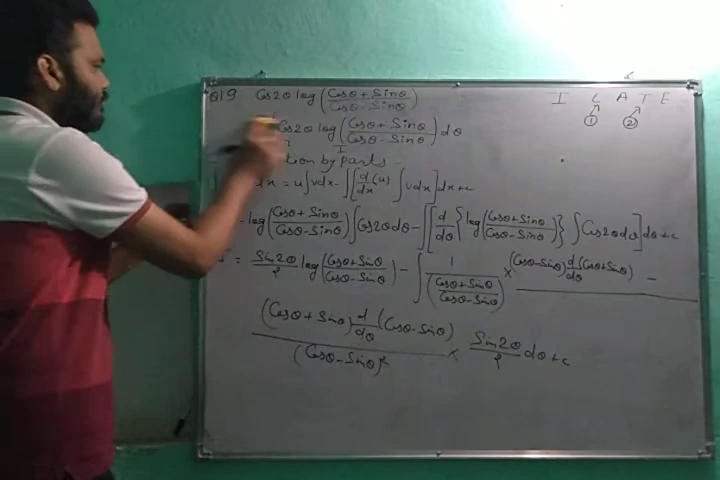 Q19 Cos2θ log((Cosθ + Sinθ)/(Cosθ - Sinθ))
I L A T E
① ②
Cos2θ log((Cosθ + Sinθ)/(Cosθ - Sinθ)) dθ
I
by parts -
dx = u∫vdx - ∫[d/dx (u) ∫vdx]dx + c
log((Cosθ + Sinθ)/(Cosθ - Sinθ)) ∫Cos2θdθ - ∫[d/dθ {log((Cosθ + Sinθ)/(Cosθ - Sinθ))} ∫Cos2θdθ]dθ + c
= Sin2θ/2 log((Cosθ + Sinθ)/(Cosθ - Sinθ)) - ∫ 1/((Cosθ + Sinθ)/(Cosθ - Sinθ)) × (Cosθ - Sinθ) d/dθ (Cosθ + Sinθ) -
(Cosθ + Sinθ) d/dθ (Cosθ - Sinθ)/(Cosθ - Sinθ)² × Sin2θ/2 dθ + c